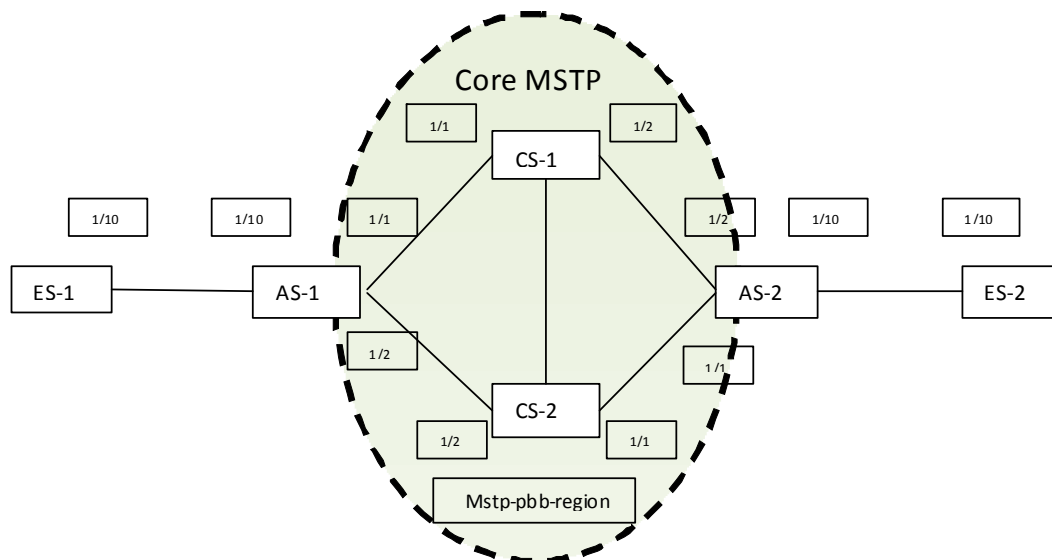 Core MSTP
1/1
1/2
CS-1
1/10
1/10
1/1
1/2
1/10
1/10
ES-1
AS-1
AS-2
ES-2
1/2
1/1
CS-2
1/2
1/1
Mstp-pbb-region